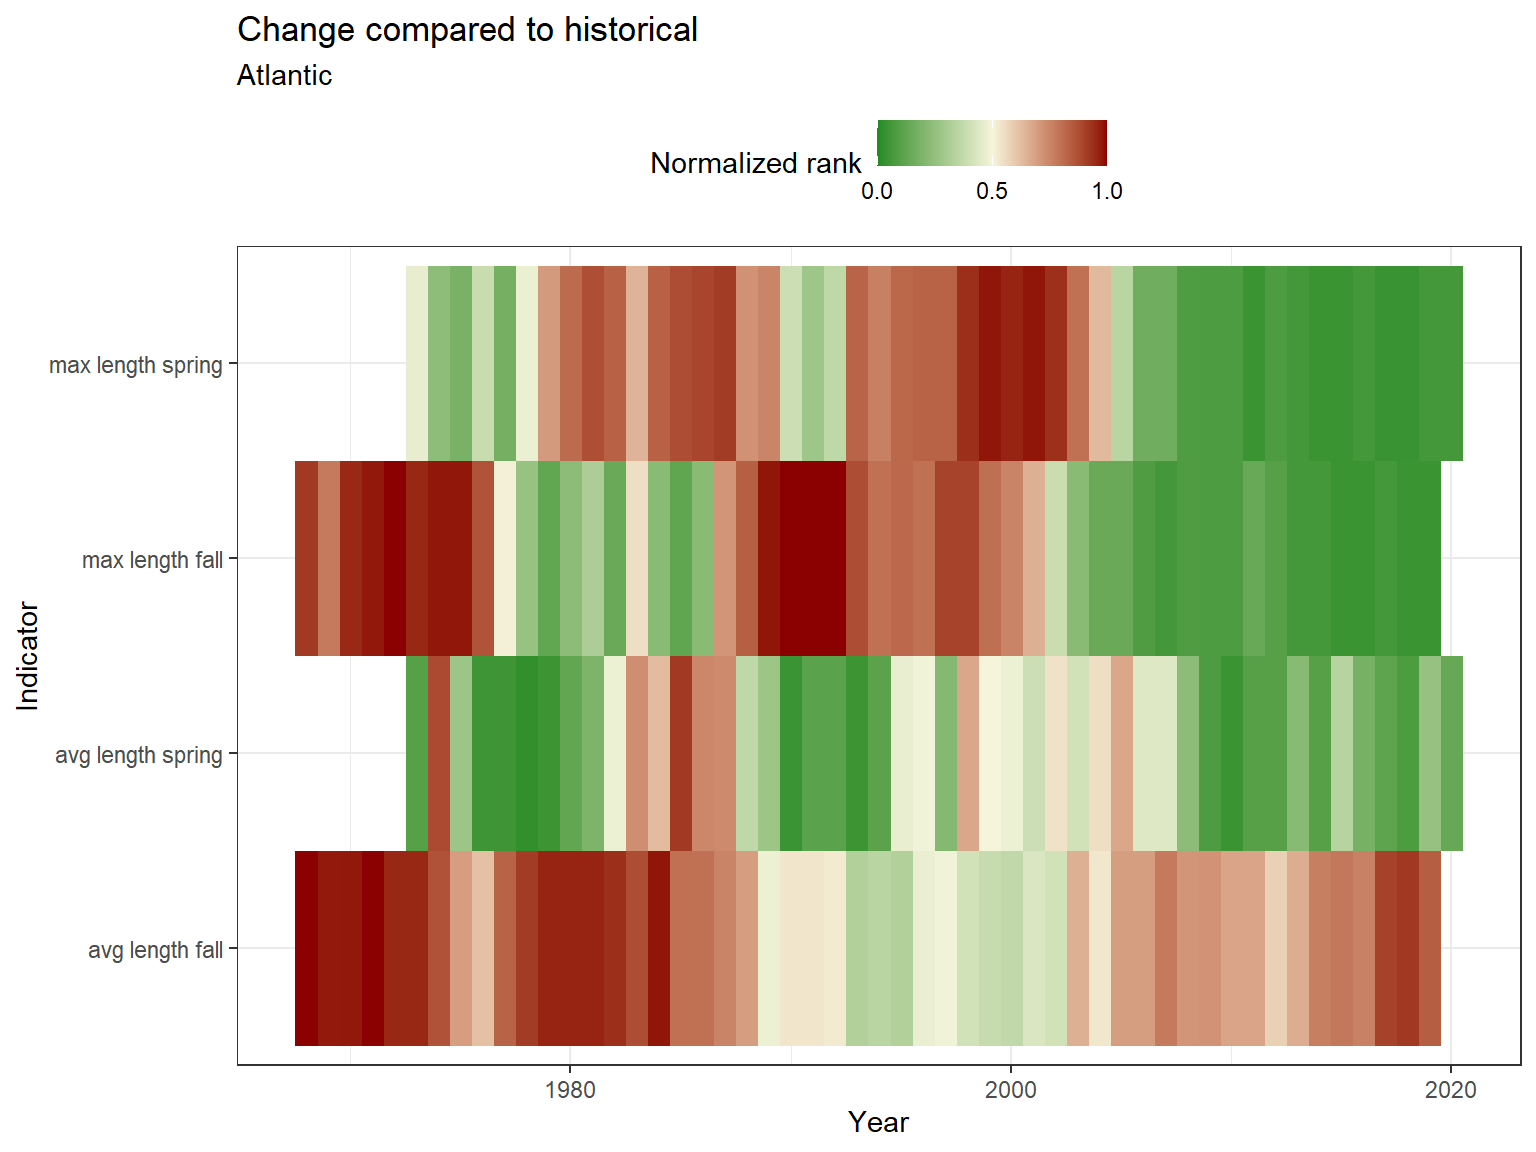 Change compared to historical
Atlantic
Normalized rank
0.0 0.5 1.0
max length spring
max length fall
avg length spring
avg length fall
Indicator
1980 2000 2020
Year